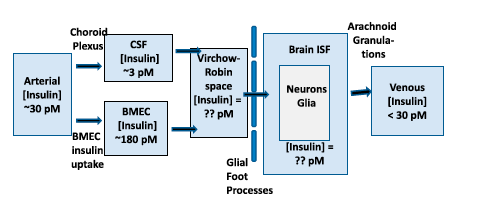 Choroid
Plexus
Arterial
[Insulin]
~30 pM
BMEC
insulin
uptake
CSF
[Insulin]
~3 pM
BMEC
[Insulin]
~180 pM
Virchow-
Robin
space
[Insulin] =
?? pM
Glial
Foot
Processes
Brain ISF
Neurons
Glia
[Insulin] =
?? pM
Arachnoid
Granula-
tions
Venous
[Insulin]
< 30 pM